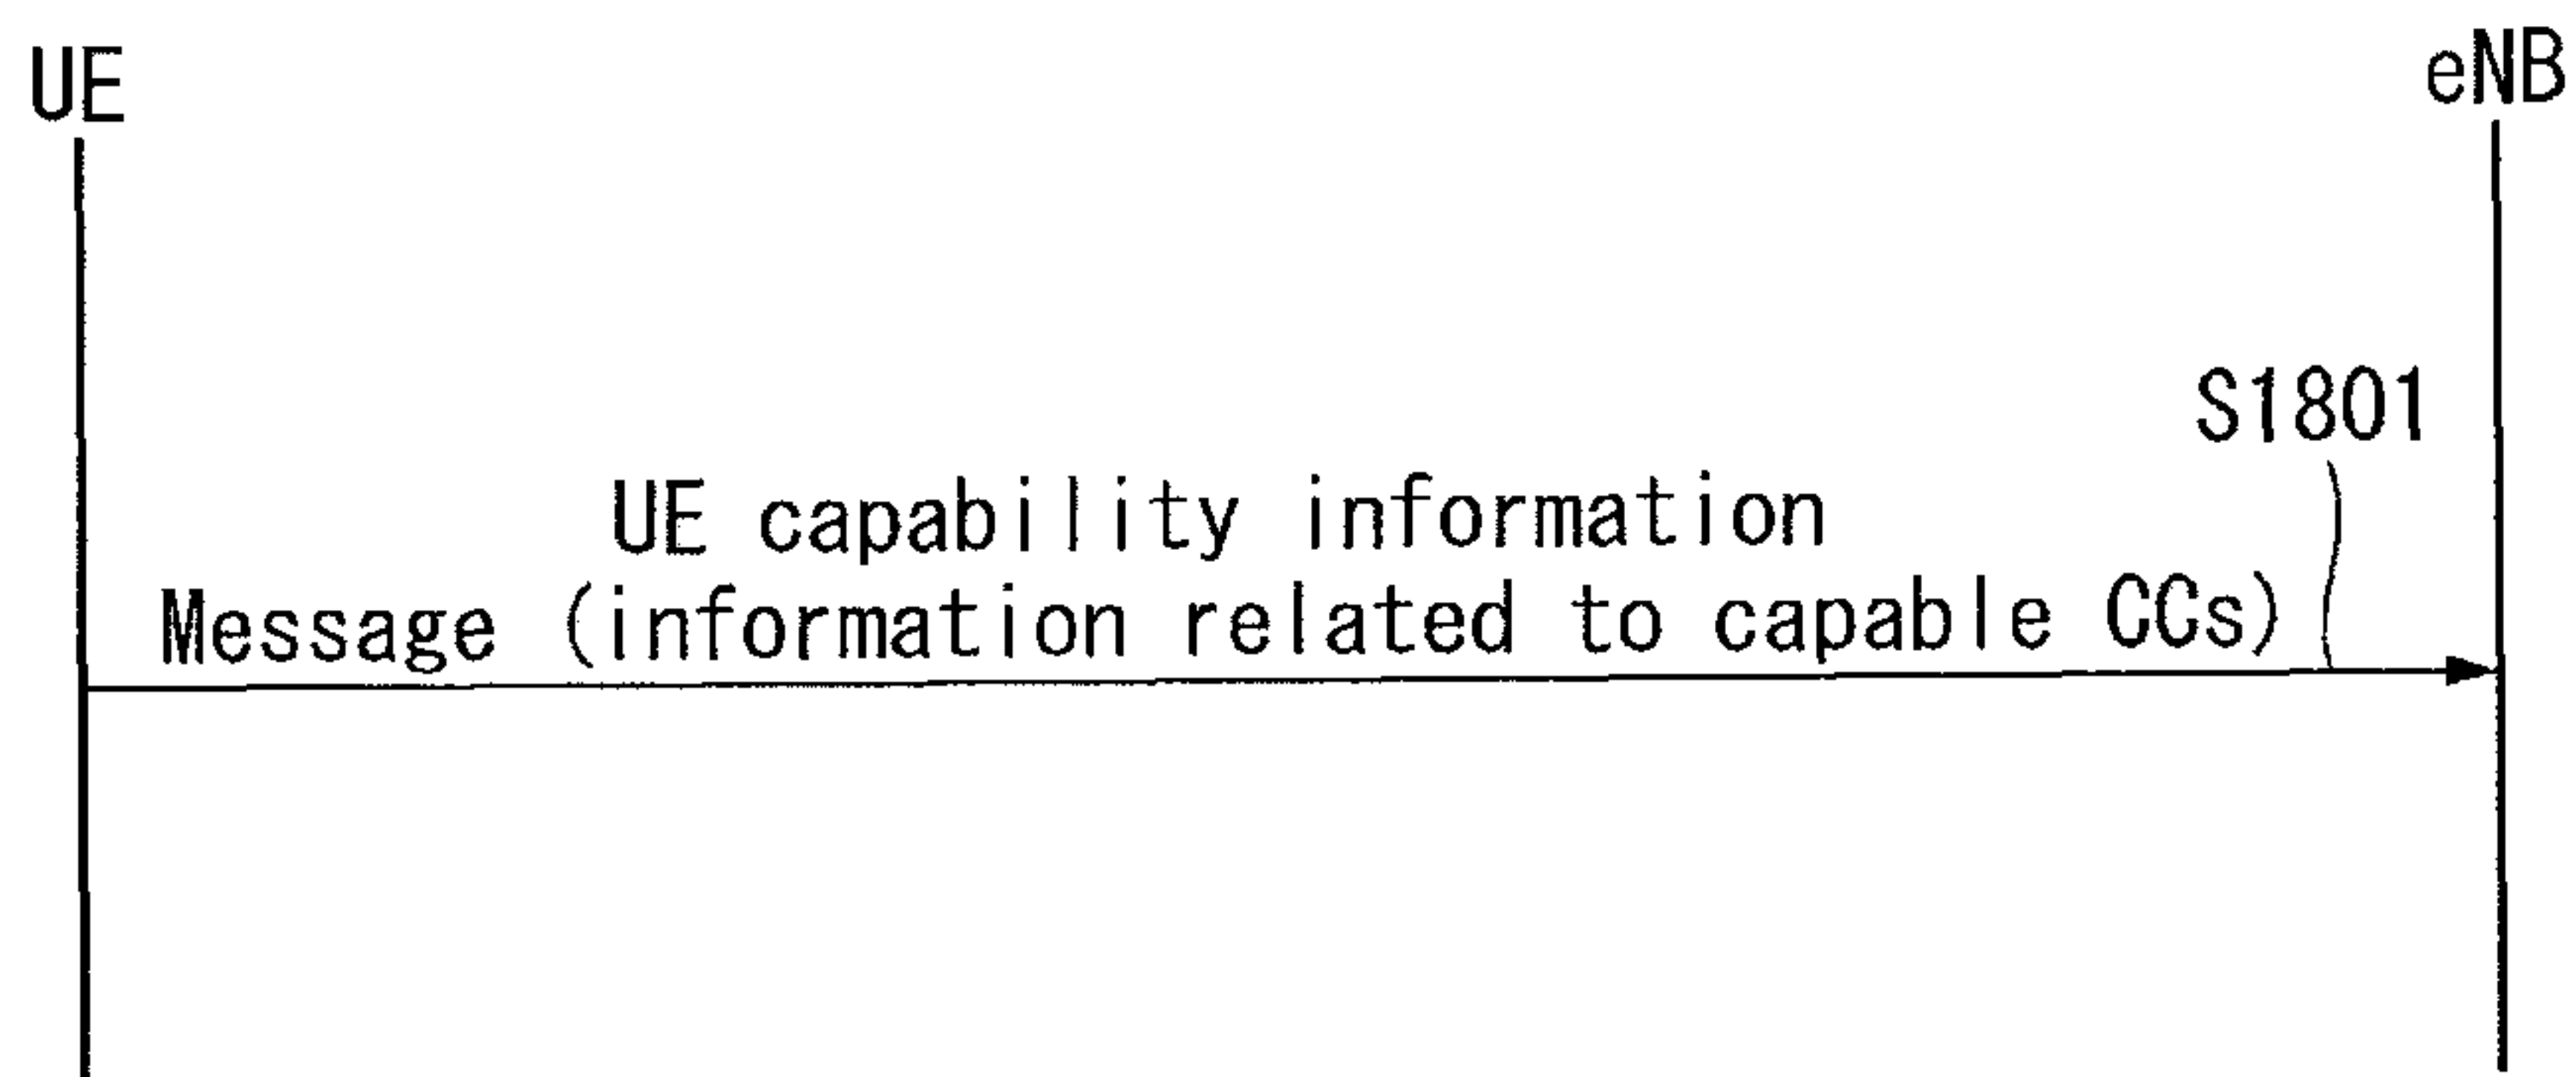 UE
eNB
S1801
UE capability information
Message (information related to capable CCs)